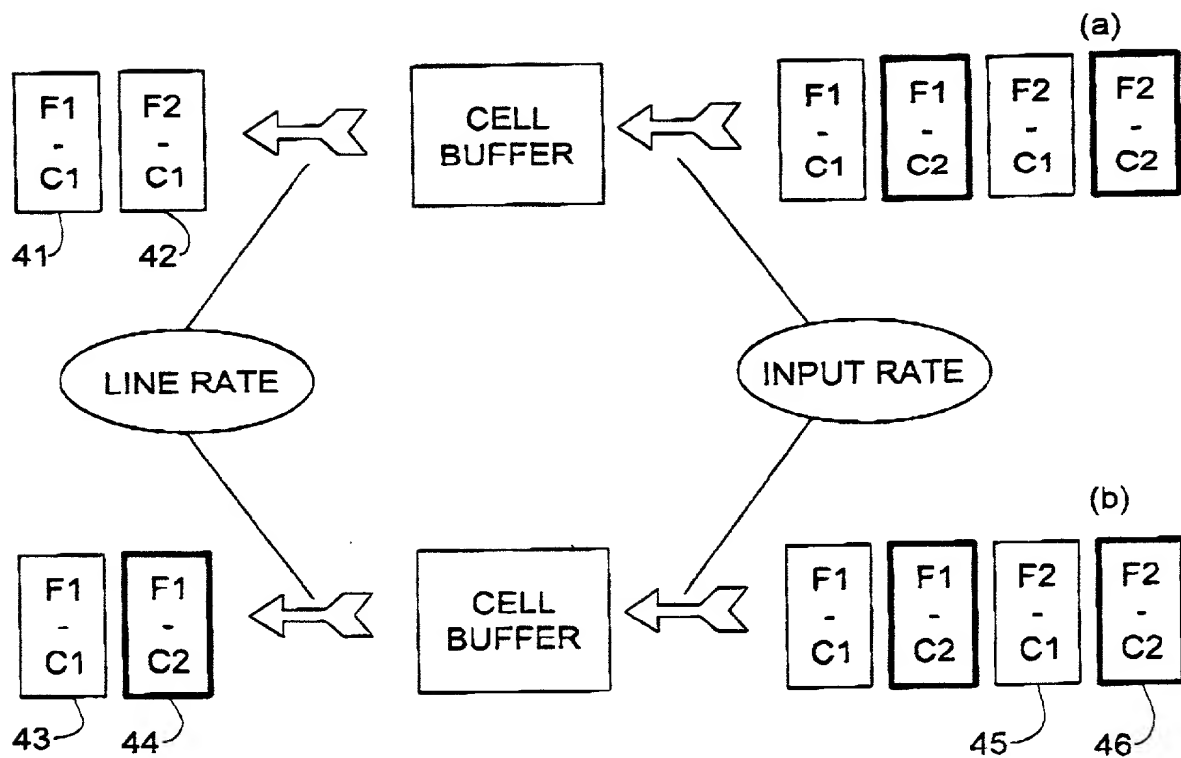 (a)
F1
-
C1
F2
-
C1
CELL
BUFFER
F1
-
C1
F1
-
C2
F2
-
C1
F2
-
C2
41
42
LINE RATE
INPUT RATE
(b)
F1
-
C1
F1
-
C2
CELL
BUFFER
F1
-
C1
F1
-
C2
F2
-
C1
F2
-
C2
43
44
45
46